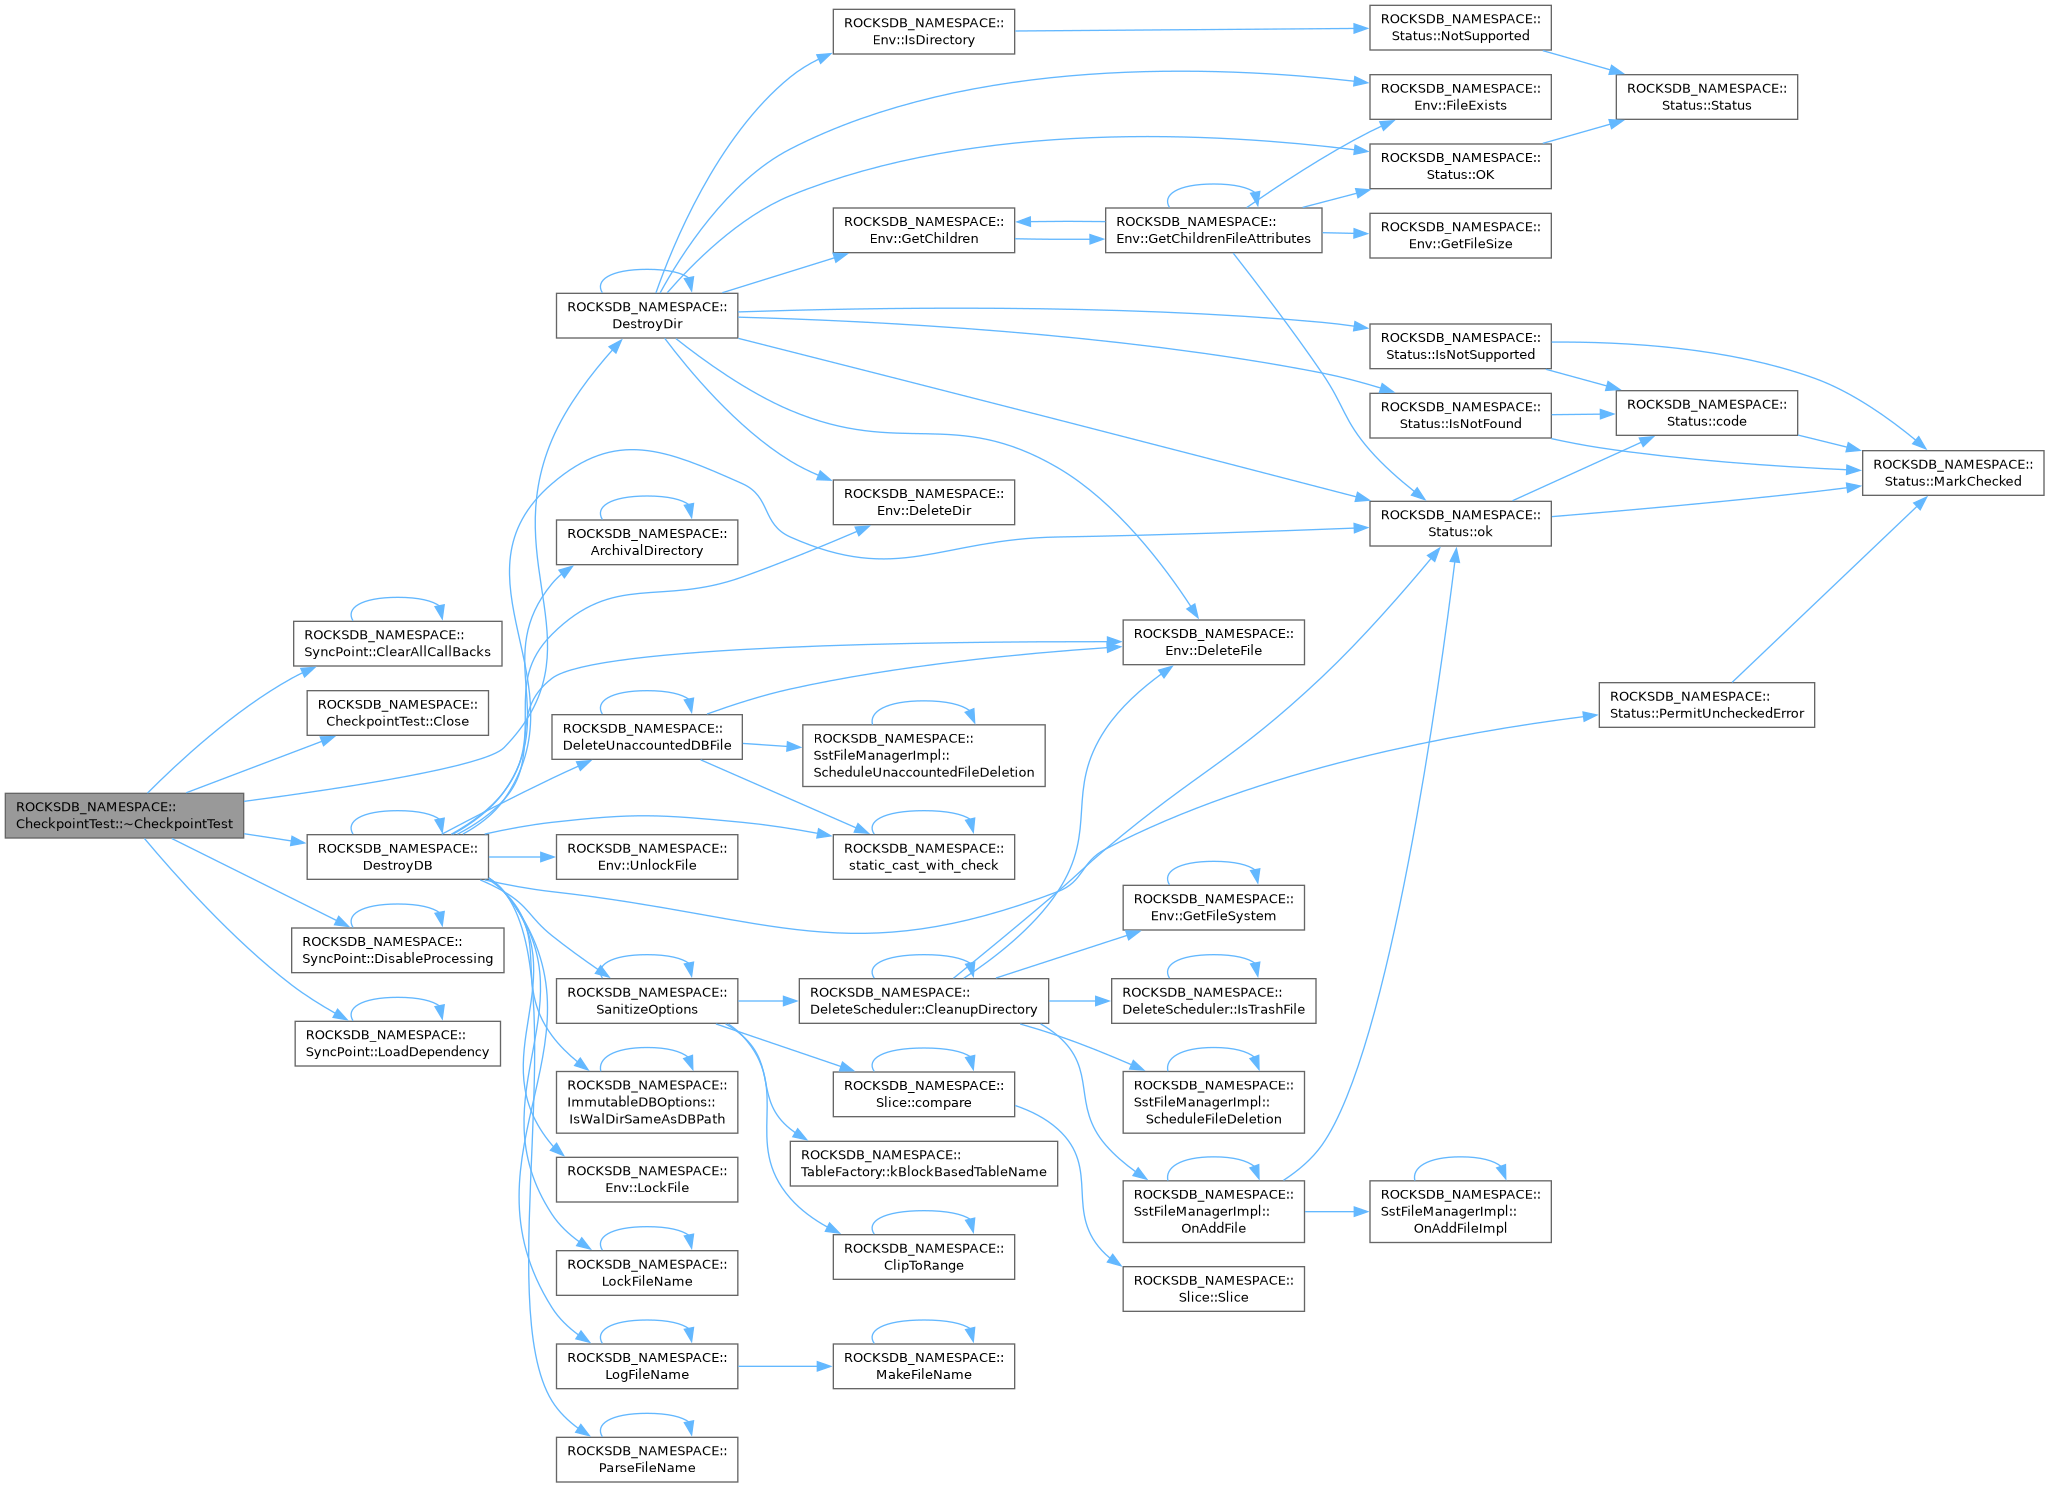 ROCKSDB_NAMESPACE::
CheckpointTest::~CheckpointTest
ROCKSDB_NAMESPACE::
SyncPoint::ClearAllCallBacks
ROCKSDB_NAMESPACE::
CheckpointTest::Close
ROCKSDB_NAMESPACE::
DestroyDB
ROCKSDB_NAMESPACE::
SyncPoint::DisableProcessing
ROCKSDB_NAMESPACE::
SyncPoint::LoadDependency
ROCKSDB_NAMESPACE::
DestroyDir
ROCKSDB_NAMESPACE::
ArchivalDirectory
ROCKSDB_NAMESPACE::
DeleteUnaccountedDBFile
ROCKSDB_NAMESPACE::
Env::UnlockFile
ROCKSDB_NAMESPACE::
SanitizeOptions
ROCKSDB_NAMESPACE::
ImmutableDBOptions::
IsWalDirSameAsDBPath
ROCKSDB_NAMESPACE::
Env::LockFile
ROCKSDB_NAMESPACE::
LockFileName
ROCKSDB_NAMESPACE::
LogFileName
ROCKSDB_NAMESPACE::
ParseFileName
ROCKSDB_NAMESPACE::
Env::IsDirectory
ROCKSDB_NAMESPACE::
Env::GetChildren
ROCKSDB_NAMESPACE::
Env::DeleteDir
ROCKSDB_NAMESPACE::
SstFileManagerImpl::
ScheduleUnaccountedFileDeletion
ROCKSDB_NAMESPACE::
static_cast_with_check
ROCKSDB_NAMESPACE::
DeleteScheduler::CleanupDirectory
ROCKSDB_NAMESPACE::
Slice::compare
ROCKSDB_NAMESPACE::
TableFactory::kBlockBasedTableName
ROCKSDB_NAMESPACE::
ClipToRange
ROCKSDB_NAMESPACE::
MakeFileName
ROCKSDB_NAMESPACE::
Env::GetChildrenFileAttributes
ROCKSDB_NAMESPACE::
Env::DeleteFile
ROCKSDB_NAMESPACE::
Env::GetFileSystem
ROCKSDB_NAMESPACE::
DeleteScheduler::IsTrashFile
ROCKSDB_NAMESPACE::
SstFileManagerImpl::
ScheduleFileDeletion
ROCKSDB_NAMESPACE::
SstFileManagerImpl::
OnAddFile
ROCKSDB_NAMESPACE::
Slice::Slice
ROCKSDB_NAMESPACE::
Status::NotSupported
ROCKSDB_NAMESPACE::
Env::FileExists
ROCKSDB_NAMESPACE::
Status::OK
ROCKSDB_NAMESPACE::
Env::GetFileSize
ROCKSDB_NAMESPACE::
Status::IsNotSupported
ROCKSDB_NAMESPACE::
Status::IsNotFound
ROCKSDB_NAMESPACE::
Status::ok
ROCKSDB_NAMESPACE::
SstFileManagerImpl::
OnAddFileImpl
ROCKSDB_NAMESPACE::
Status::Status
ROCKSDB_NAMESPACE::
Status::code
ROCKSDB_NAMESPACE::
Status::PermitUncheckedError
ROCKSDB_NAMESPACE::
Status::MarkChecked